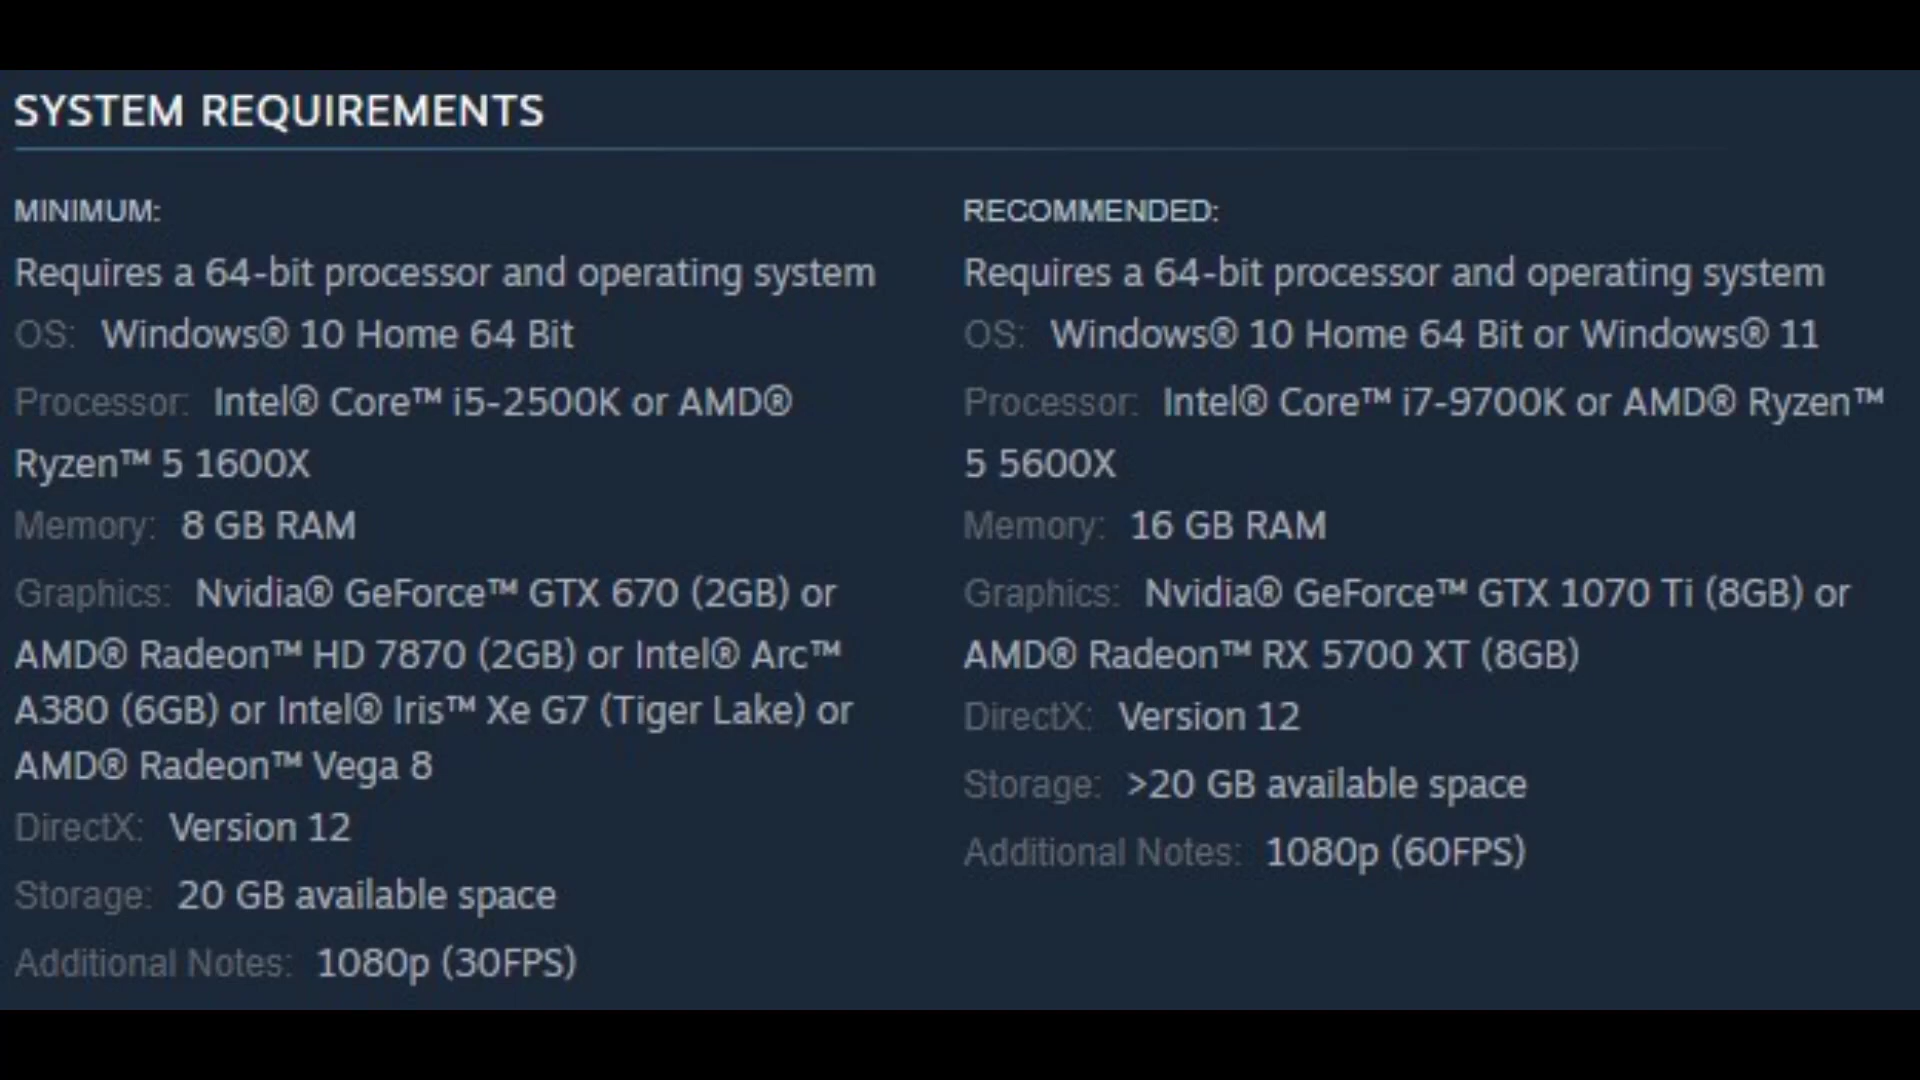 SYSTEM REQUIREMENTS
MINIMUM:
Requires a 64-bit processor and operating system
OS: Windows® 10 Home 64 Bit
Processor: Intel® Core™ i5-2500K or AMD®
Ryzen™ 5 1600X
Memory: 8 GB RAM
Graphics: Nvidia® GeForce™ GTX 670 (2GB) or
AMD® Radeon™ HD 7870 (2GB) or Intel® Arc™
A380 (6GB) or Intel® Iris™ Xe G7 (Tiger Lake) or
AMD® Radeon™ Vega 8
DirectX: Version 12
Storage: 20 GB available space
Additional Notes: 1080p (30FPS)
RECOMMENDED:
Requires a 64-bit processor and operating system
OS: Windows® 10 Home 64 Bit or Windows® 11
Processor: Intel® Core™ i7-9700K or AMD® Ryzen™
5 5600X
Memory: 16 GB RAM
Graphics: Nvidia® GeForce™ GTX 1070 Ti (8GB) or
AMD® Radeon™ RX 5700 XT (8GB)
DirectX: Version 12
Storage: >20 GB available space
Additional Notes: 1080p (60FPS)